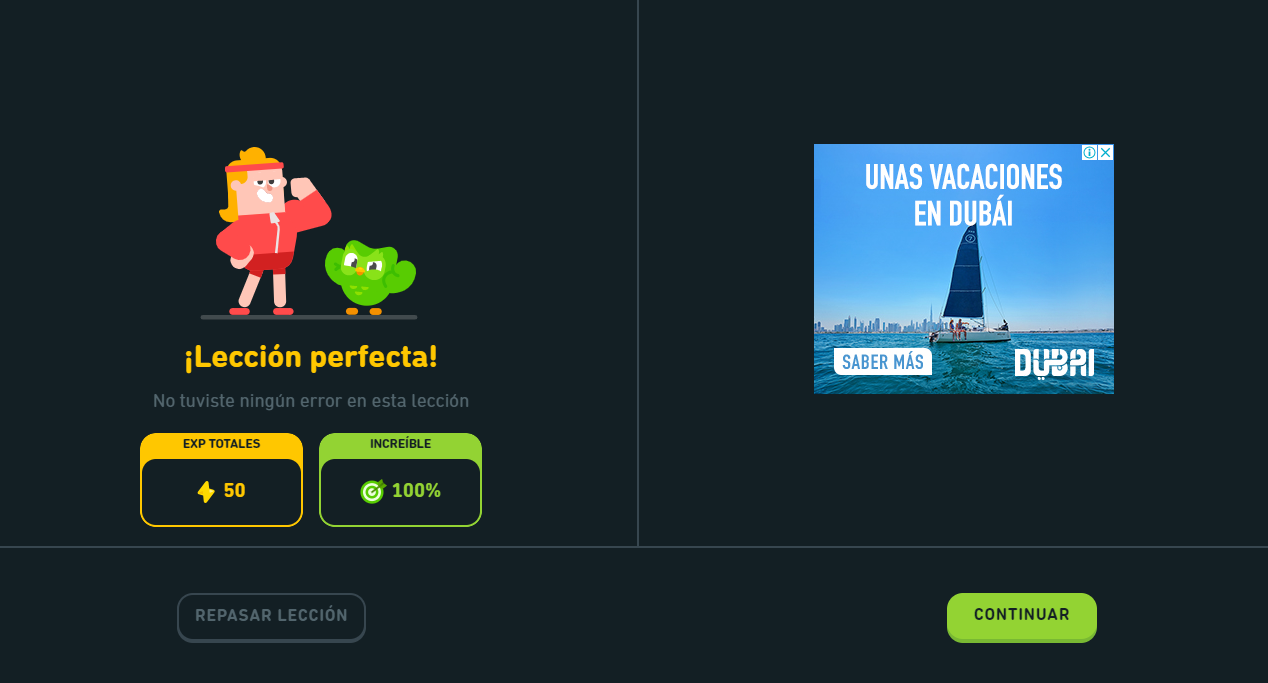 ¡Lección perfecta!
No tuviste ningún error en esta lección
EXP TOTALES
50
INCREÍBLE
100%
UNAS VACACIONES
EN DUBÁI
SABER MÁS
DUBAI
REPASAR LECCIÓN
CONTINUAR